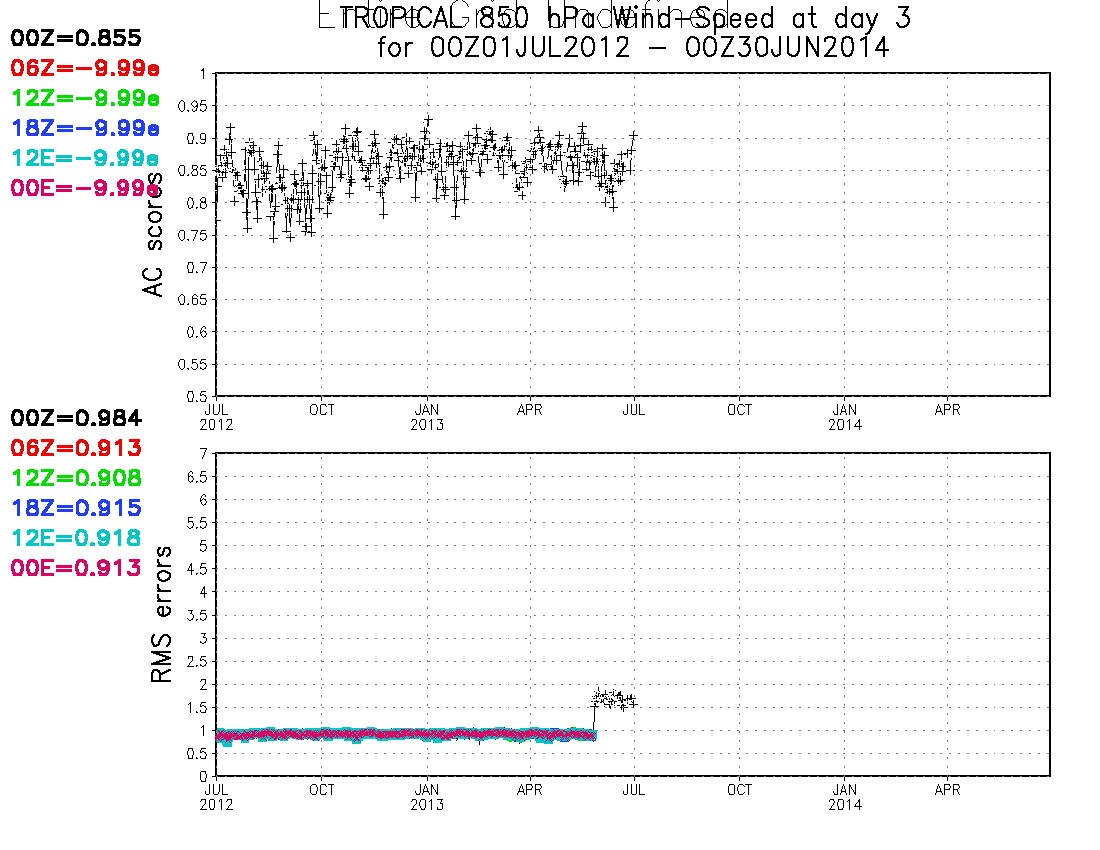 Entire Grid Undefined
TROPICAL 850 hPa Wind-Speed at day 3
for 00Z01JUL2012 – 00Z30JUN2014
00Z=0.855
06Z=-9.99e
12Z=-9.99e
18Z=-9.99e
12E=-9.99e
00E=-9.99e
AC scores
1
0.95
0.9
0.85
0.8
0.75
0.7
0.65
0.6
0.55
0.5
JUL OCT JAN APR JUL OCT JAN APR
2012 2013 2014
00Z=0.984
06Z=0.913
12Z=0.908
18Z=0.915
12E=0.918
00E=0.913
RMS errors
7
6.5
6
5.5
5
4.5
4
3.5
3
2.5
2
1.5
1
0.5
0
JUL OCT JAN APR JUL OCT JAN APR
2012 2013 2014